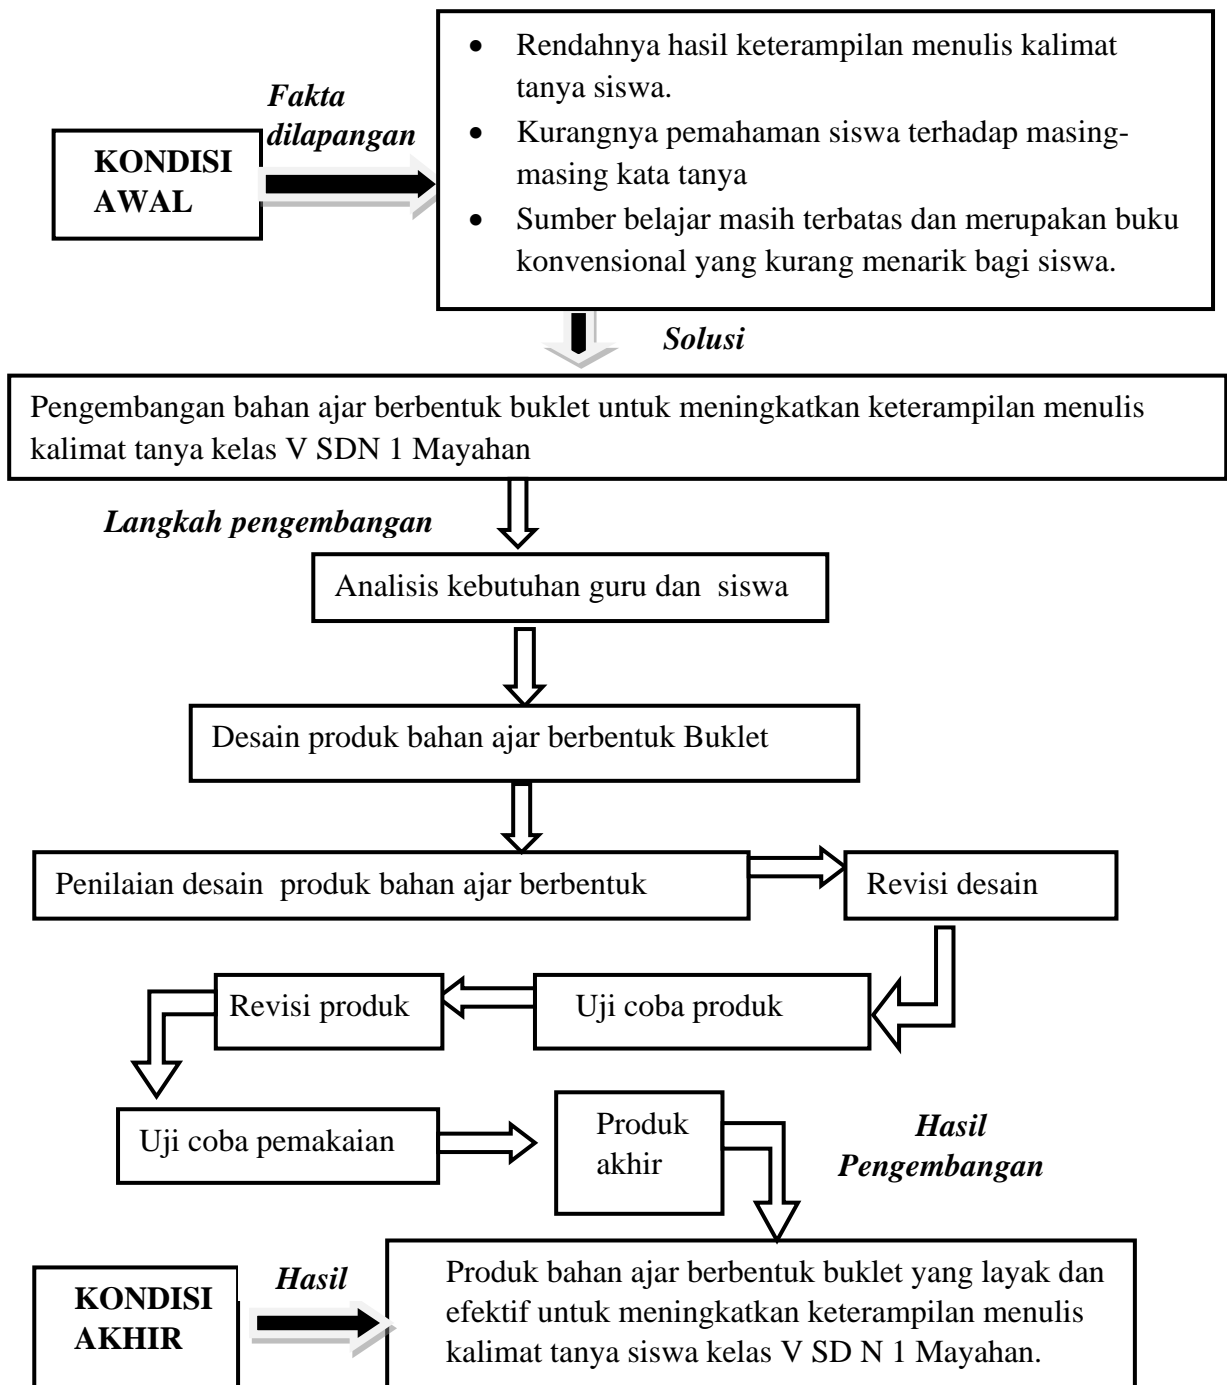 Fakta
dilapangan
KONDISI
AWAL
• Rendahnya hasil keterampilan menulis kalimat
tanya siswa.
• Kurangnya pemahaman siswa terhadap masing-
masing kata tanya
• Sumber belajar masih terbatas dan merupakan buku
konvensional yang kurang menarik bagi siswa.
Solusi
Pengembangan bahan ajar berbentuk buklet untuk meningkatkan keterampilan menulis
kalimat tanya kelas V SDN 1 Mayahan
Langkah pengembangan
Analisis kebutuhan guru dan  siswa
Desain produk bahan ajar berbentuk Buklet
Penilaian desain  produk bahan ajar berbentuk
Revisi desain
Revisi produk
Uji coba produk
Uji coba pemakaian
Produk
akhir
Hasil
Pengembangan
KONDISI
AKHIR
Hasil
Produk bahan ajar berbentuk buklet yang layak dan
efektif untuk meningkatkan keterampilan menulis
kalimat tanya siswa kelas V SD N 1 Mayahan.